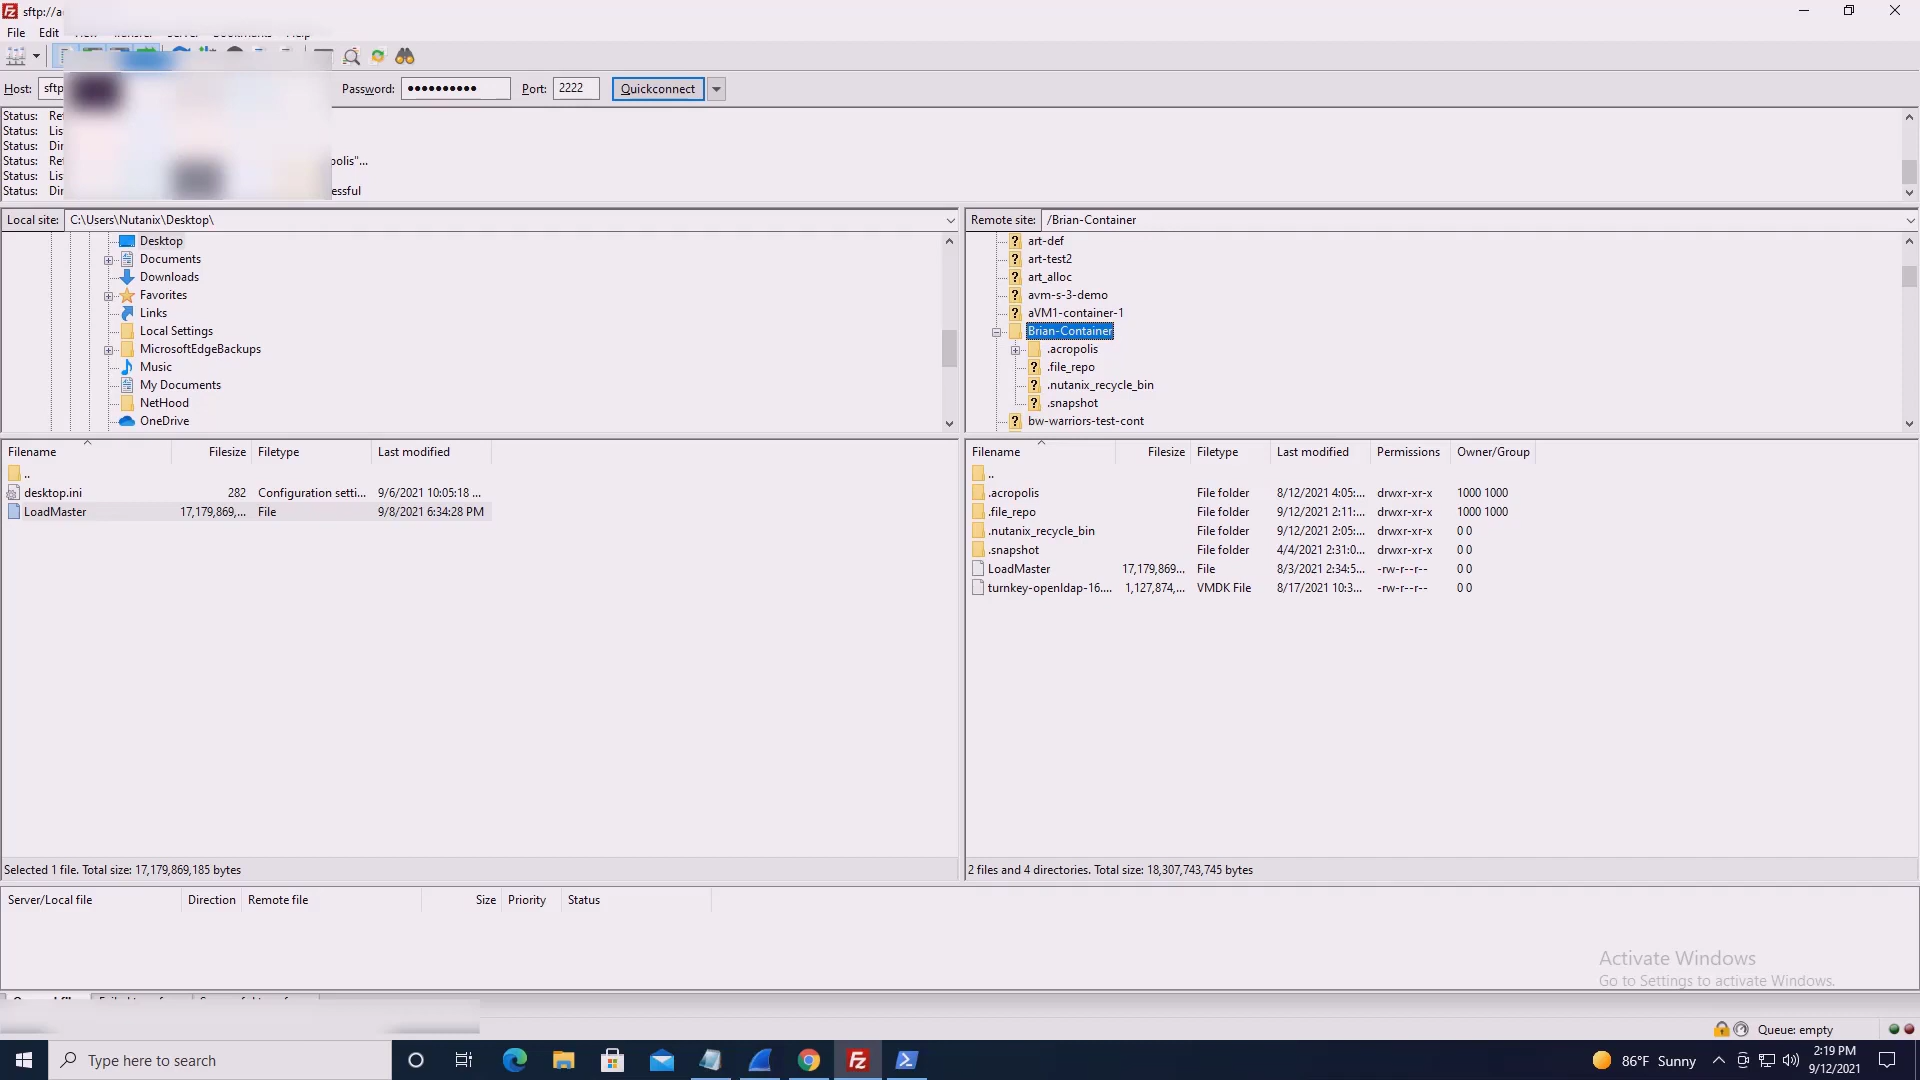 sftp://a
File Edit
Host: sftp Password: ●●●●●●●●●● Port: 2222 Quickconnect
Status: Re
Status: Lis
Status: Dir
Status: Re polis"...
Status: Lis
Status: Dir essful
Local site: C:\Users\Nutanix\Desktop\
Desktop
Documents
Downloads
Favorites
Links
Local Settings
MicrosoftEdgeBackups
Music
My Documents
NetHood
OneDrive
Remote site: /Brian-Container
art-def
art-test2
art_alloc
avm-s-3-demo
aVM1-container-1
Brian-Container
.acropolis
.file_repo
.nutanix_recycle_bin
.snapshot
bw-warriors-test-cont
Filename Filesize Filetype Last modified
..
desktop.ini 282 Configuration setti... 9/6/2021 10:05:18 ...
LoadMaster 17,179,869,... File 9/8/2021 6:34:28 PM
Selected 1 file. Total size: 17,179,869,185 bytes
Filename Filesize Filetype Last modified Permissions Owner/Group
..
.acropolis File folder 8/12/2021 4:05:... drwxr-xr-x 1000 1000
.file_repo File folder 9/12/2021 2:11:... drwxr-xr-x 1000 1000
.nutanix_recycle_bin File folder 9/12/2021 2:05:... drwxr-xr-x 0 0
.snapshot File folder 4/4/2021 2:31:0... drwxr-xr-x 0 0
LoadMaster 17,179,869... File 8/3/2021 2:34:5... -rw-r--r-- 0 0
turnkey-openldap-16.... 1,127,874,... VMDK File 8/17/2021 10:3... -rw-r--r-- 0 0
2 files and 4 directories. Total size: 18,307,743,745 bytes
Server/Local file Direction Remote file Size Priority Status
Activate Windows
Go to Settings to activate Windows.
Queue: empty
Type here to search
86°F Sunny
2:19 PM
9/12/2021